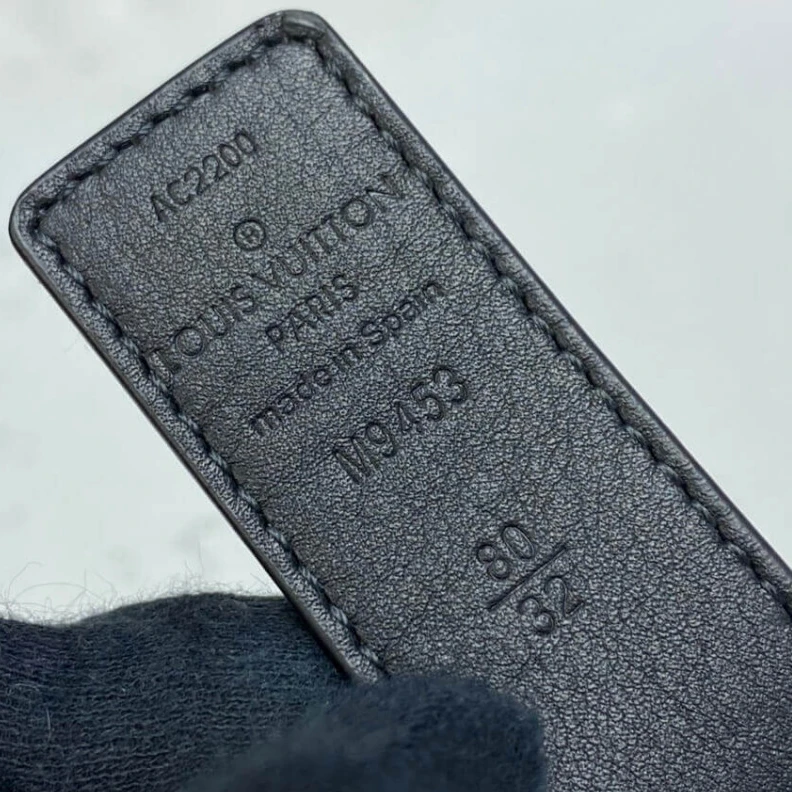 AC2200
®
LOUIS VUITTON
PARIS
made in Spain
M9453
80
32